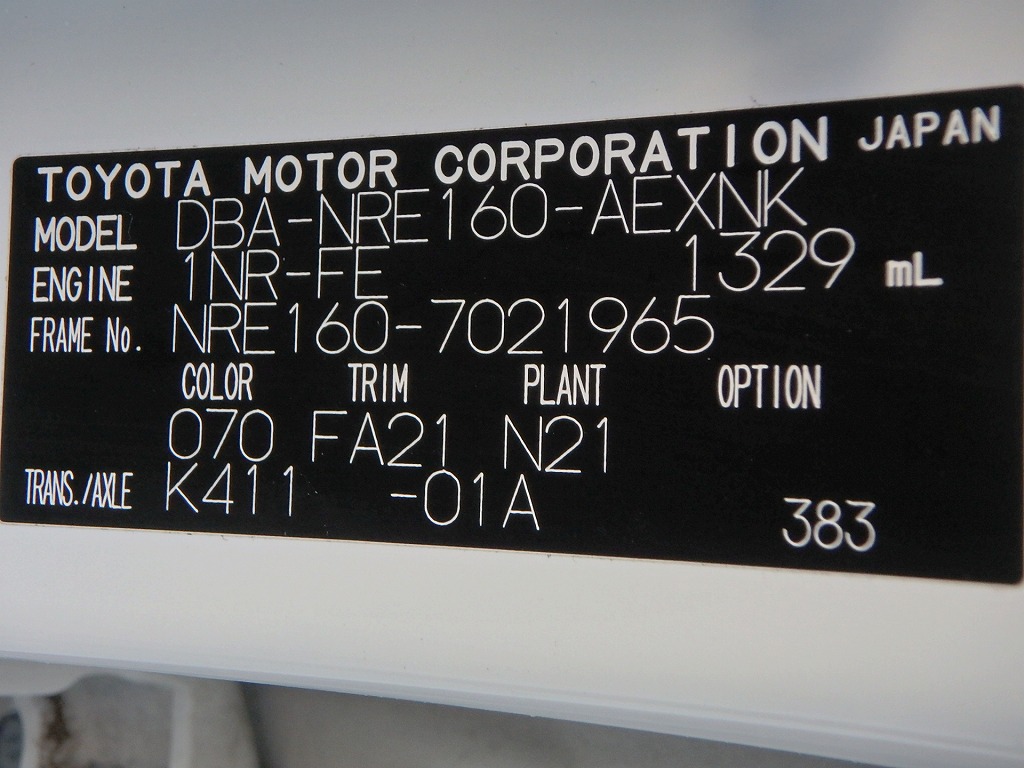 TOYOTA MOTOR CORPORATION JAPAN
MODEL DBA-NRE160-AEXNK
ENGINE 1NR-FE 1329 mL
FRAME No. NRE160-7021965
COLOR TRIM PLANT OPTION
070 FA21 N21
TRANS./AXLE K411 -01A
383